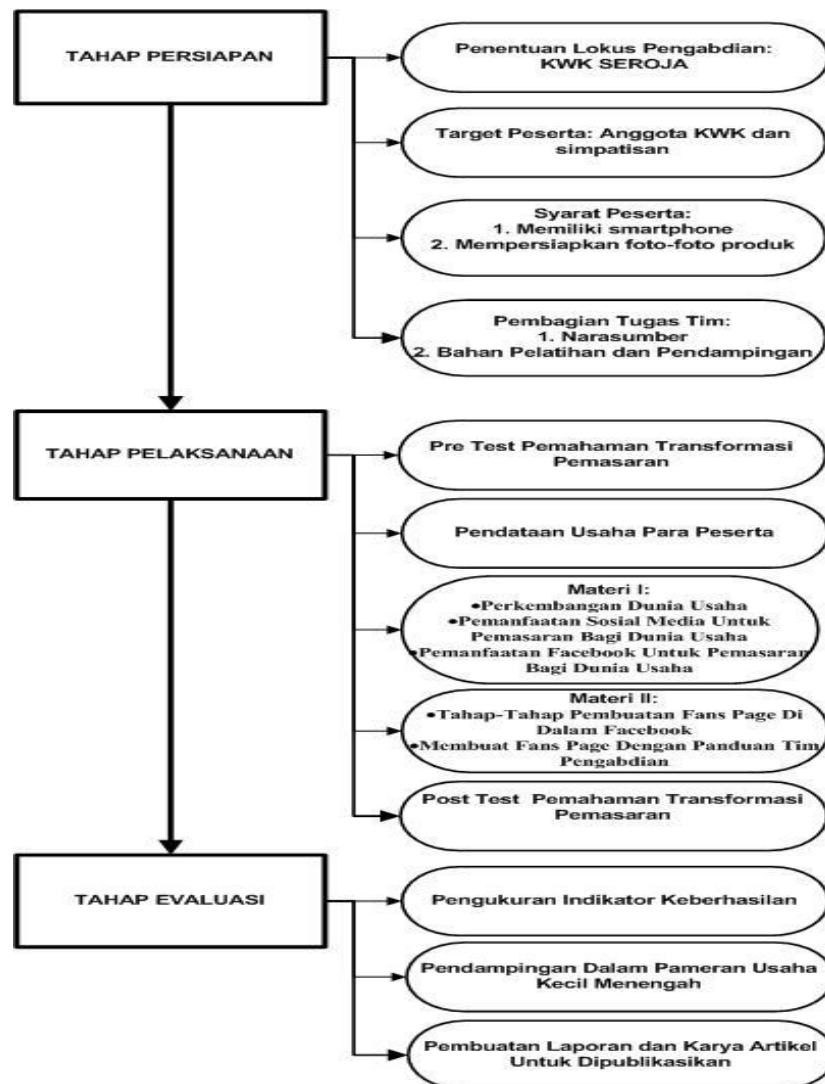 TAHAP PERSIAPAN
Penentuan Lokus Pengabdian:
KWK SEROJA
Target Peserta: Anggota KWK dan
simpatisan
Syarat Peserta:
1. Memiliki smartphone
2. Mempersiapkan foto-foto produk
Pembagian Tugas Tim:
1. Narasumber
2. Bahan Pelatihan dan Pendampingan
TAHAP PELAKSANAAN
Pre Test Pemahaman Transformasi
Pemasaran
Pendataan Usaha Para Peserta
Materi I:
•Perkembangan Dunia Usaha
•Pemanfaatan Sosial Media Untuk
Pemasaran Bagi Dunia Usaha
•Pemanfaatan Facebook Untuk Pemasaran
Bagi Dunia Usaha
Materi II:
•Tahap-Tahap Pembuatan Fans Page Di
Dalam Facebook
•Membuat Fans Page Dengan Panduan Tim
Pengabdian
Post Test Pemahaman Transformasi
Pemasaran
TAHAP EVALUASI
Pengukuran Indikator Keberhasilan
Pendampingan Dalam Pameran Usaha
Kecil Menengah
Pembuatan Laporan dan Karya Artikel
Untuk Dipublikasikan